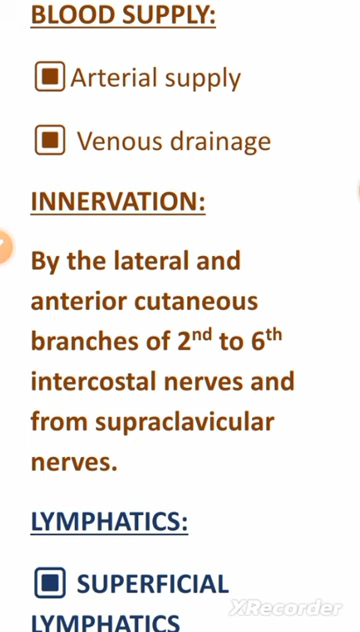 BLOOD SUPPLY:
Arterial supply
Venous drainage
INNERVATION:
By the lateral and
anterior cutaneous
branches of 2nd to 6th
intercostal nerves and
from supraclavicular
nerves.
LYMPHATICS:
SUPERFICIAL
LYMPHATICS
XRecorder